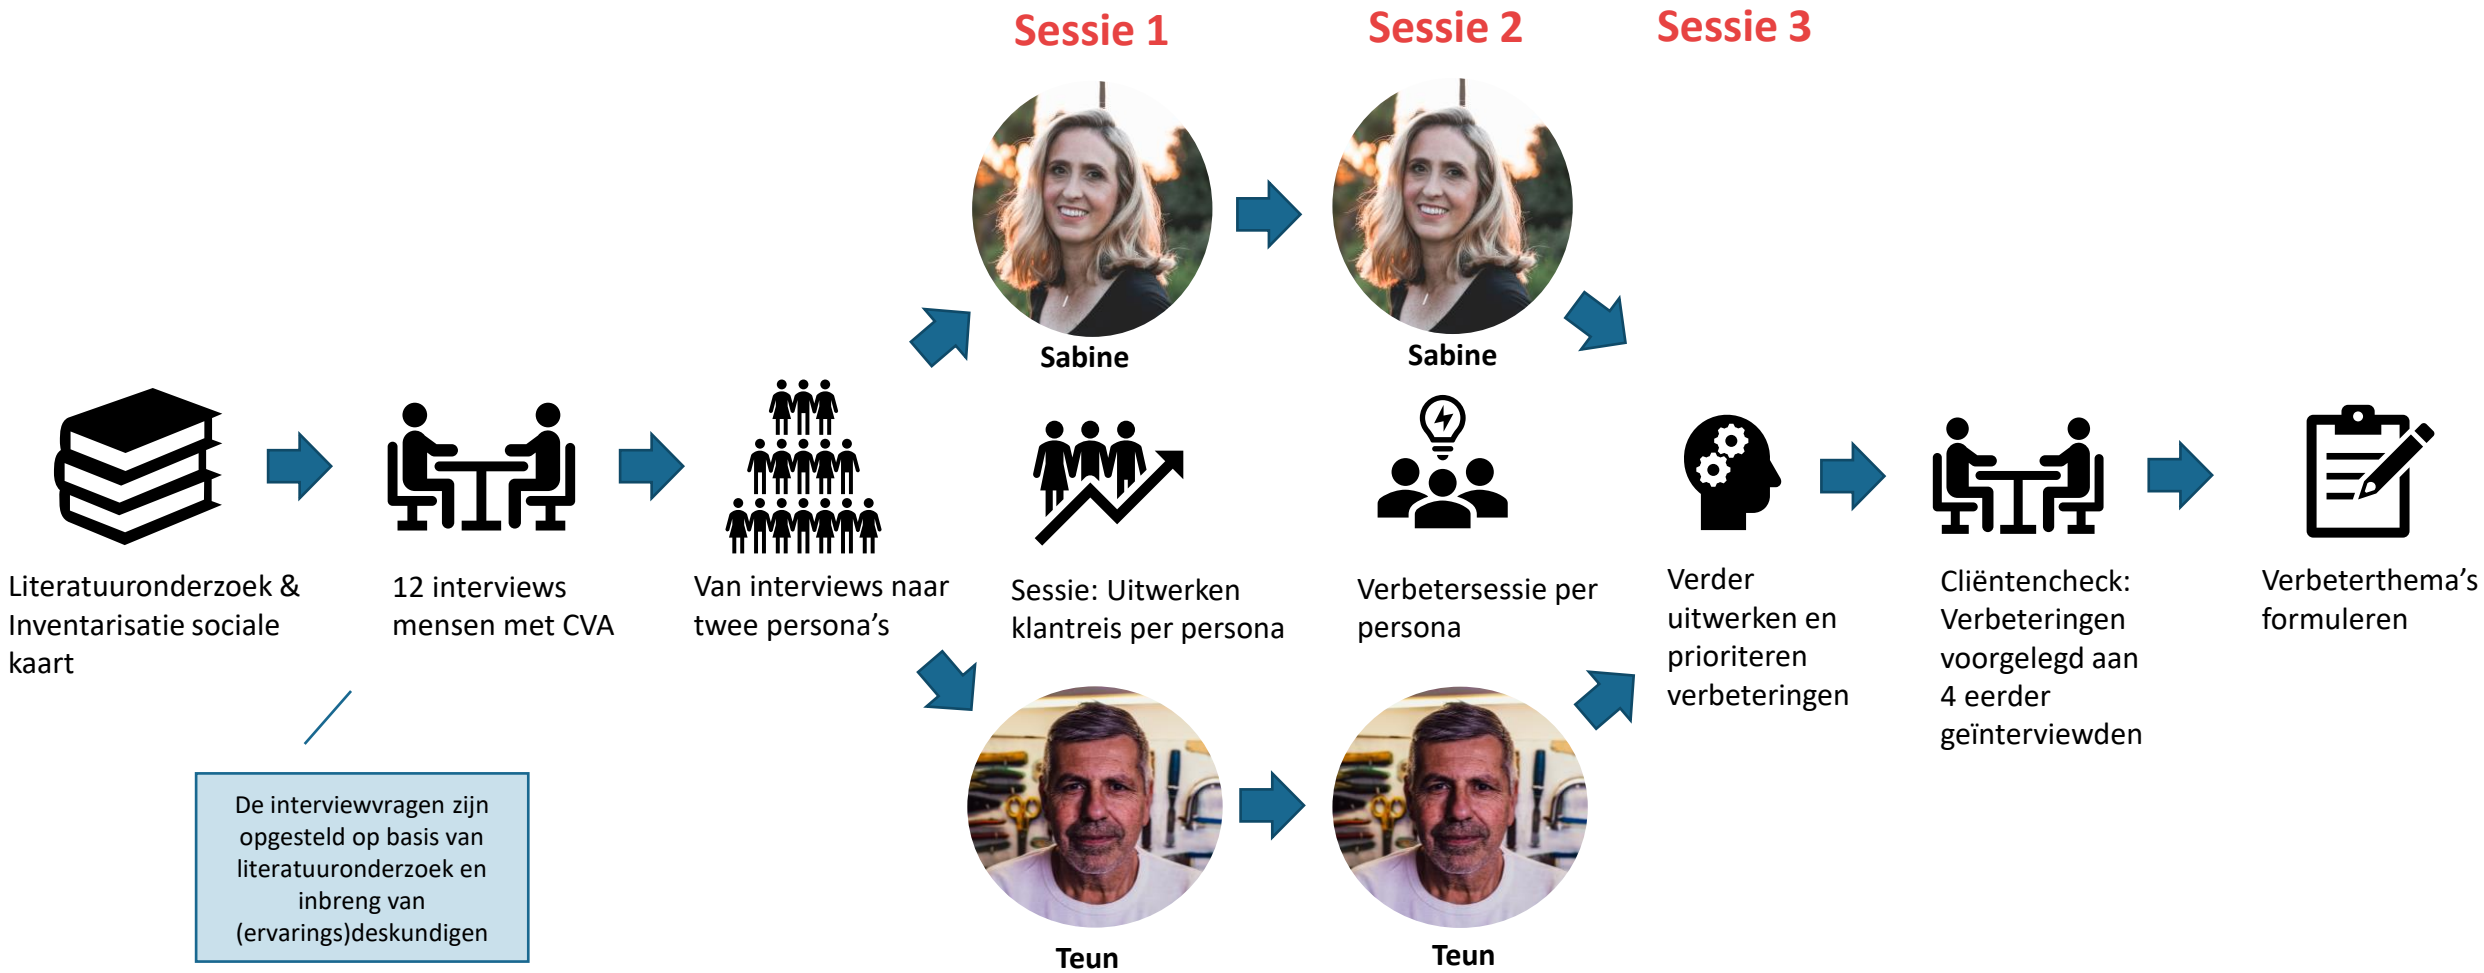 Sessie 1
Sessie 2
Sessie 3
Sabine
Sabine
Literatuuronderzoek &
Inventarisatie sociale
kaart
12 interviews
mensen met CVA
Van interviews naar
twee persona’s
Sessie: Uitwerken
klantreis per persona
Verbetersessie per
persona
Verder
uitwerken en
prioriteren
verbeteringen
Cliëntencheck:
Verbeteringen
voorgelegd aan
4 eerder
geïnterviewden
Verbeterthema’s
formuleren
De interviewvragen zijn
opgesteld op basis van
literatuuronderzoek en
inbreng van
(ervarings)deskundigen
Teun
Teun